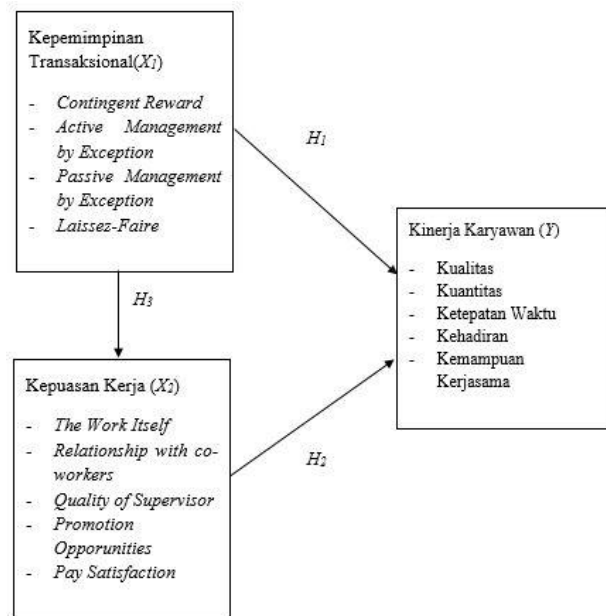 Kepemimpinan
Transaksional(X1)
- Contingent Reward
- Active Management
by Exception
- Passive Management
by Exception
- Laissez-Faire
H1
Kinerja Karyawan (Y)
- Kualitas
- Kuantitas
- Ketepatan Waktu
- Kehadiran
- Kemampuan
Kerjasama
H3
Kepuasan Kerja (X2)
- The Work Itself
- Relationship with co-
workers
- Quality of Supervisor
- Promotion
Opporunities
- Pay Satisfaction
H2